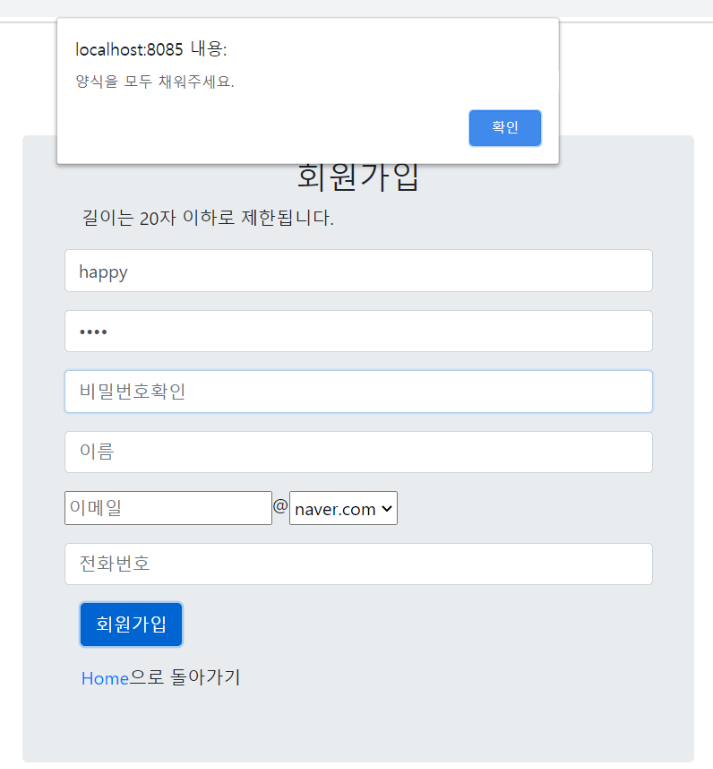 localhost:8085 내용:
양식을 모두 채워주세요.
확인
회원가입
길이는 20자 이하로 제한됩니다.
happy
••••
비밀번호확인
이름
이메일@naver.com
전화번호
회원가입
Home으로 돌아가기